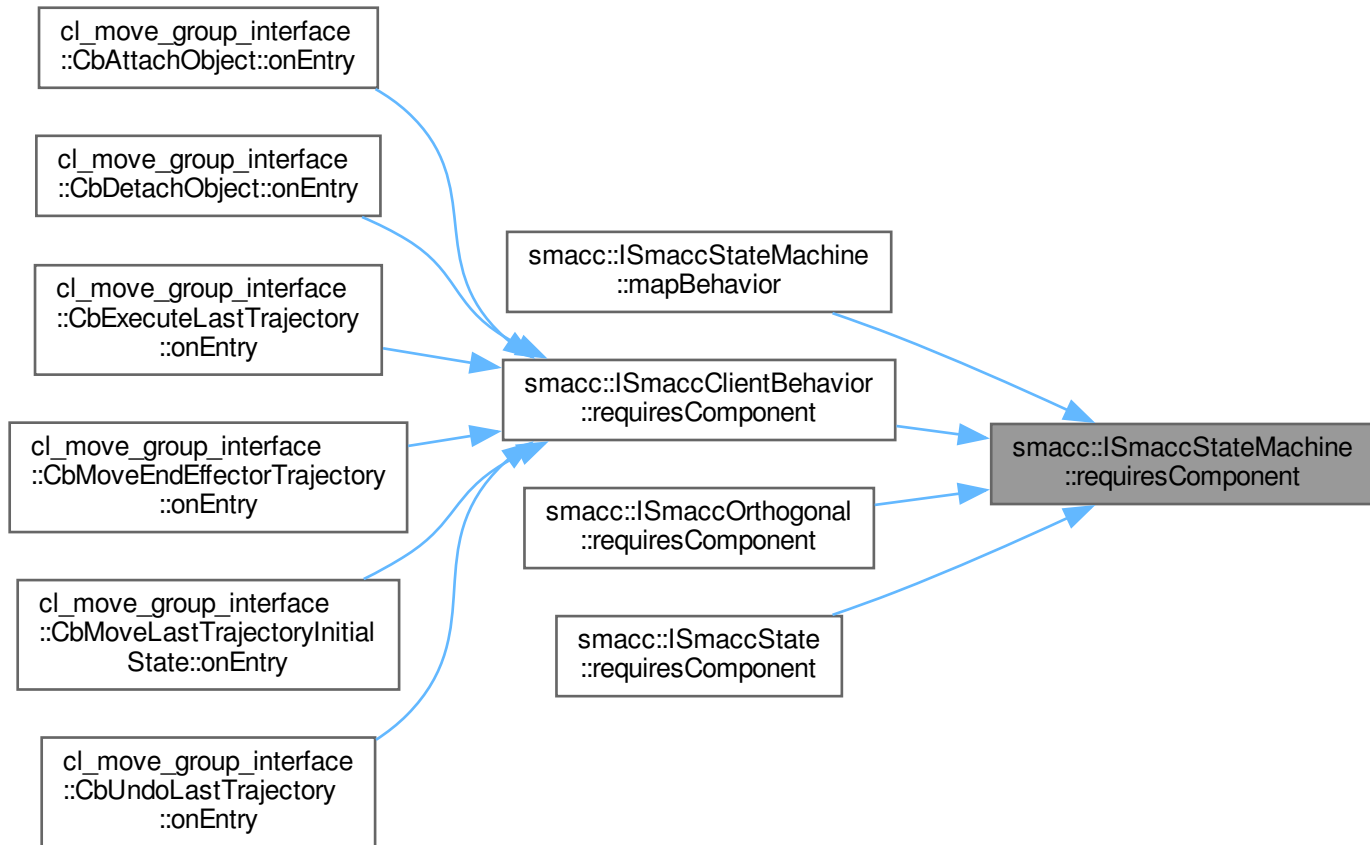 cl_move_group_interface
::CbAttachObject::onEntry
cl_move_group_interface
::CbDetachObject::onEntry
cl_move_group_interface
::CbExecuteLastTrajectory
::onEntry
cl_move_group_interface
::CbMoveEndEffectorTrajectory
::onEntry
cl_move_group_interface
::CbMoveLastTrajectoryInitial
State::onEntry
cl_move_group_interface
::CbUndoLastTrajectory
::onEntry
smacc::ISmaccStateMachine
::mapBehavior
smacc::ISmaccClientBehavior
::requiresComponent
smacc::ISmaccOrthogonal
::requiresComponent
smacc::ISmaccState
::requiresComponent
smacc::ISmaccStateMachine
::requiresComponent